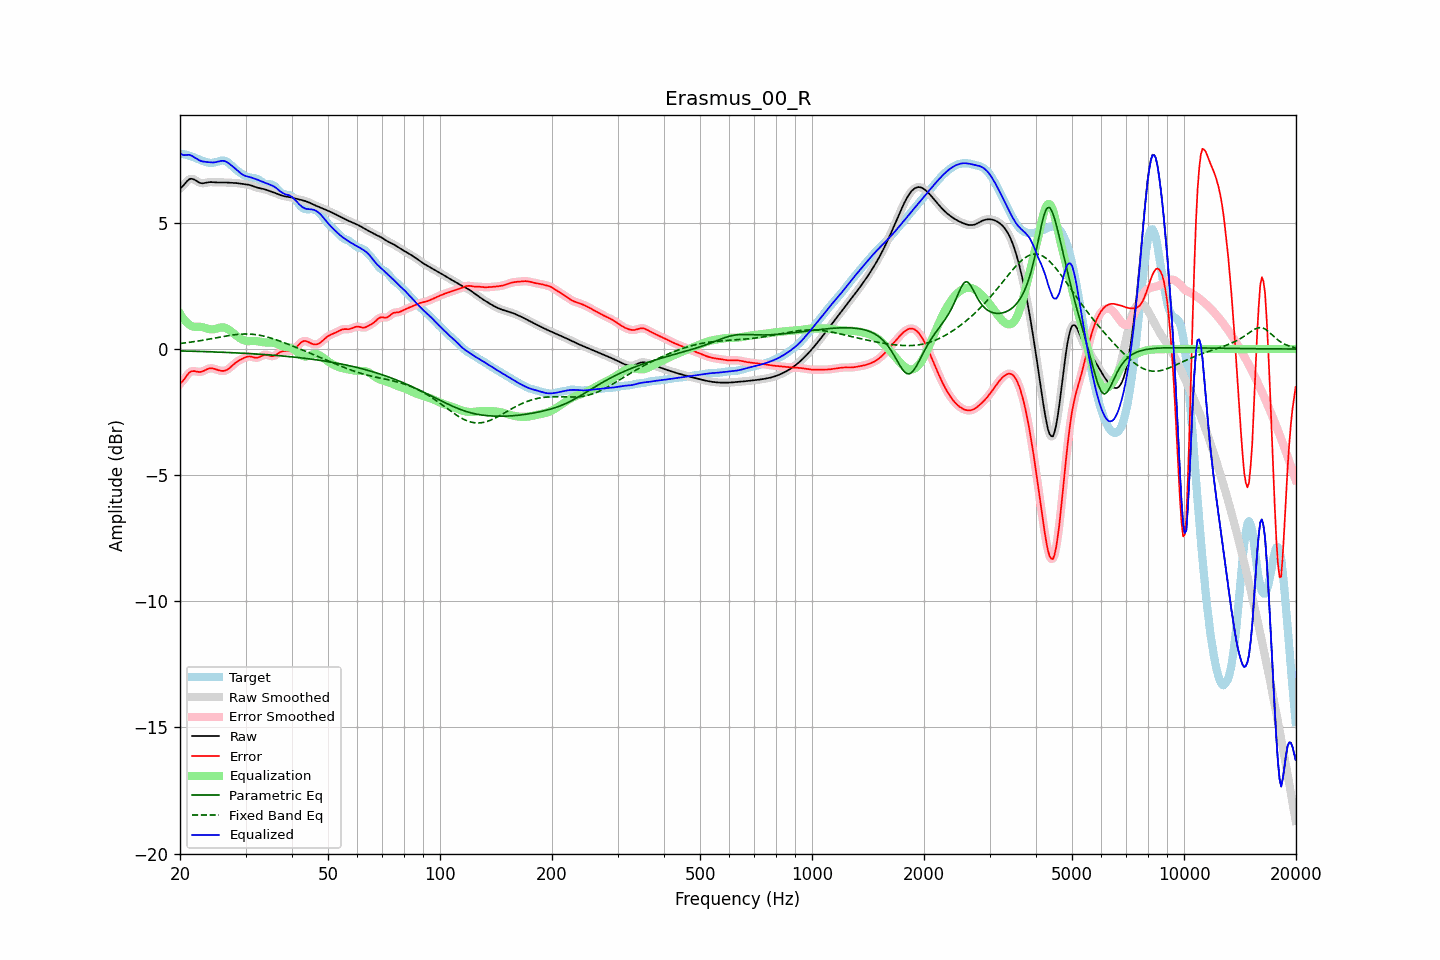 Erasmus_00_R
Amplitude (dBr)
5
0
−5
−10
−15
−20
Target
Raw Smoothed
Error Smoothed
Raw
Error
Equalization
Parametric Eq
Fixed Band Eq
Equalized
20 50 100 200 500 1000 2000 5000 10000 20000
Frequency (Hz)